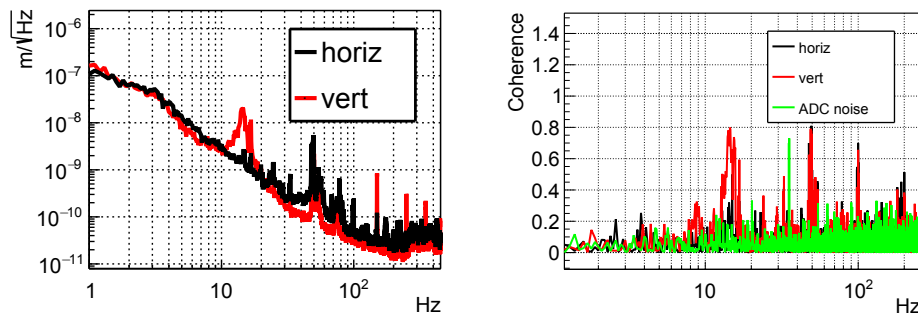 m/√Hz
10⁻⁶
10⁻⁷
10⁻⁸
10⁻⁹
10⁻¹⁰
10⁻¹¹
horiz
vert
1
10
10²
Hz
Coherence
1.4
1.2
1
0.8
0.6
0.4
0.2
0
horiz
vert
ADC noise
10
10²
Hz